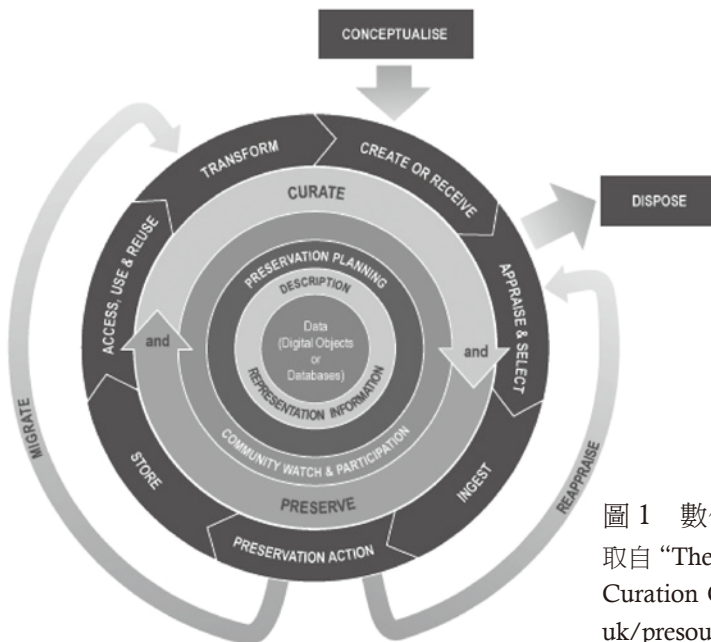 CONCEPTUALISE
DISPOSE
TRANSFORM
CREATE OR RECEIVE
APPRAISE & SELECT
INGEST
PRESERVATION ACTION
STORE
ACCESS, USE & REUSE
MIGRATE
REAPPRAISE
CURATE
and
PRESERVE
and
COMMUNITY WATCH & PARTICIPATION
PRESERVATION PLANNING
DESCRIPTION
REPRESENTATION INFORMATION
Data
(Digital Objects
or
Databases)
圖 1 數
取自 “The
Curation
uk/presou